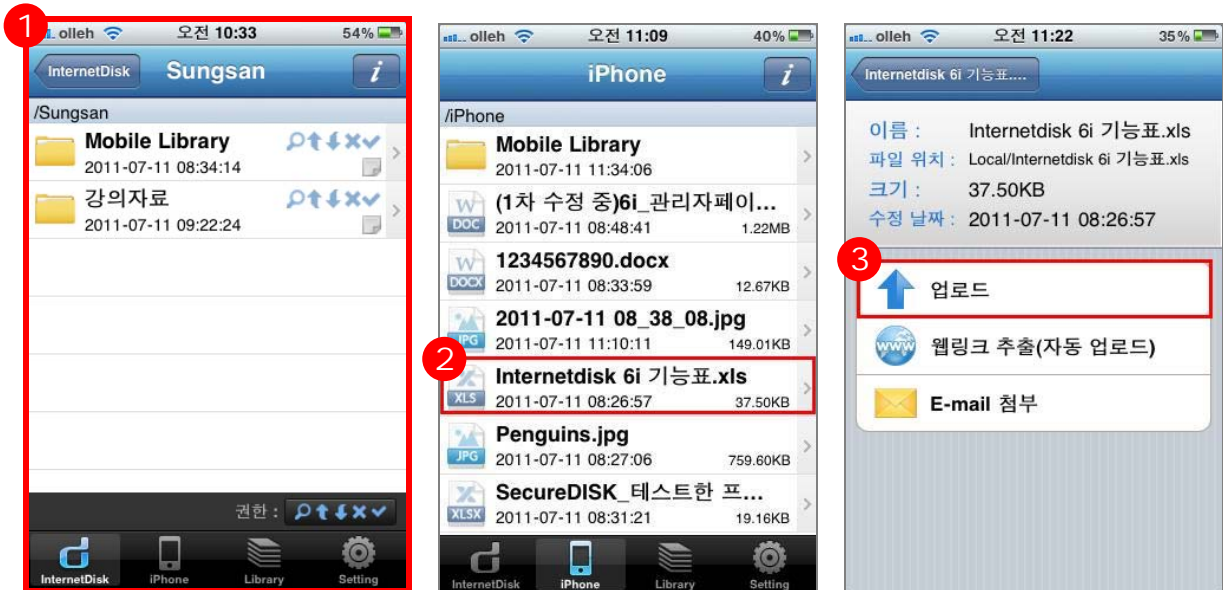 1
olleh 오전 10:33 54%
InternetDisk Sungsan i
/Sungsan
Mobile Library
2011-07-11 08:34:14
강의자료
2011-07-11 09:22:24
권한 :
InternetDisk iPhone Library Setting
olleh 오전 11:09 40%
iPhone i
/iPhone
Mobile Library
2011-07-11 11:34:06
(1차 수정 중)6i_관리자페이...
DOC 2011-07-11 08:48:41 1.22MB
W 1234567890.docx
DOCX 2011-07-11 08:33:59 12.67KB
2011-07-11 08_38_08.jpg
JPG 2011-07-11 11:10:11 149.01KB
2
Internetdisk 6i 기능표.xls
XLS 2011-07-11 08:26:57 37.50KB
Penguins.jpg
JPG 2011-07-11 08:27:06 759.60KB
SecureDISK_테스트한 프...
XLSX 2011-07-11 08:31:21 19.16KB
InternetDisk iPhone Library Setting
olleh 오전 11:22 35%
Internetdisk 6i 기능표....
이름 : Internetdisk 6i 기능표.xls
파일 위치 : Local/Internetdisk 6i 기능표.xls
크기 : 37.50KB
수정 날짜 : 2011-07-11 08:26:57
3
업로드
www 웹링크 추출(자동 업로드)
E-mail 첨부